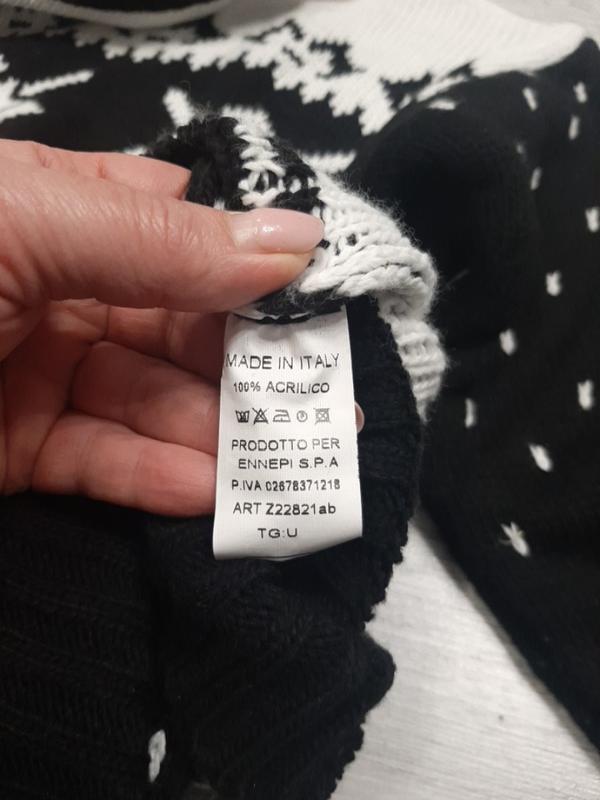 MADE IN ITALY
100% ACRILICO
PRODOTTO PER
ENNEPI S.P.A
P.IVA 02678371218
ART Z22821ab
TG:U